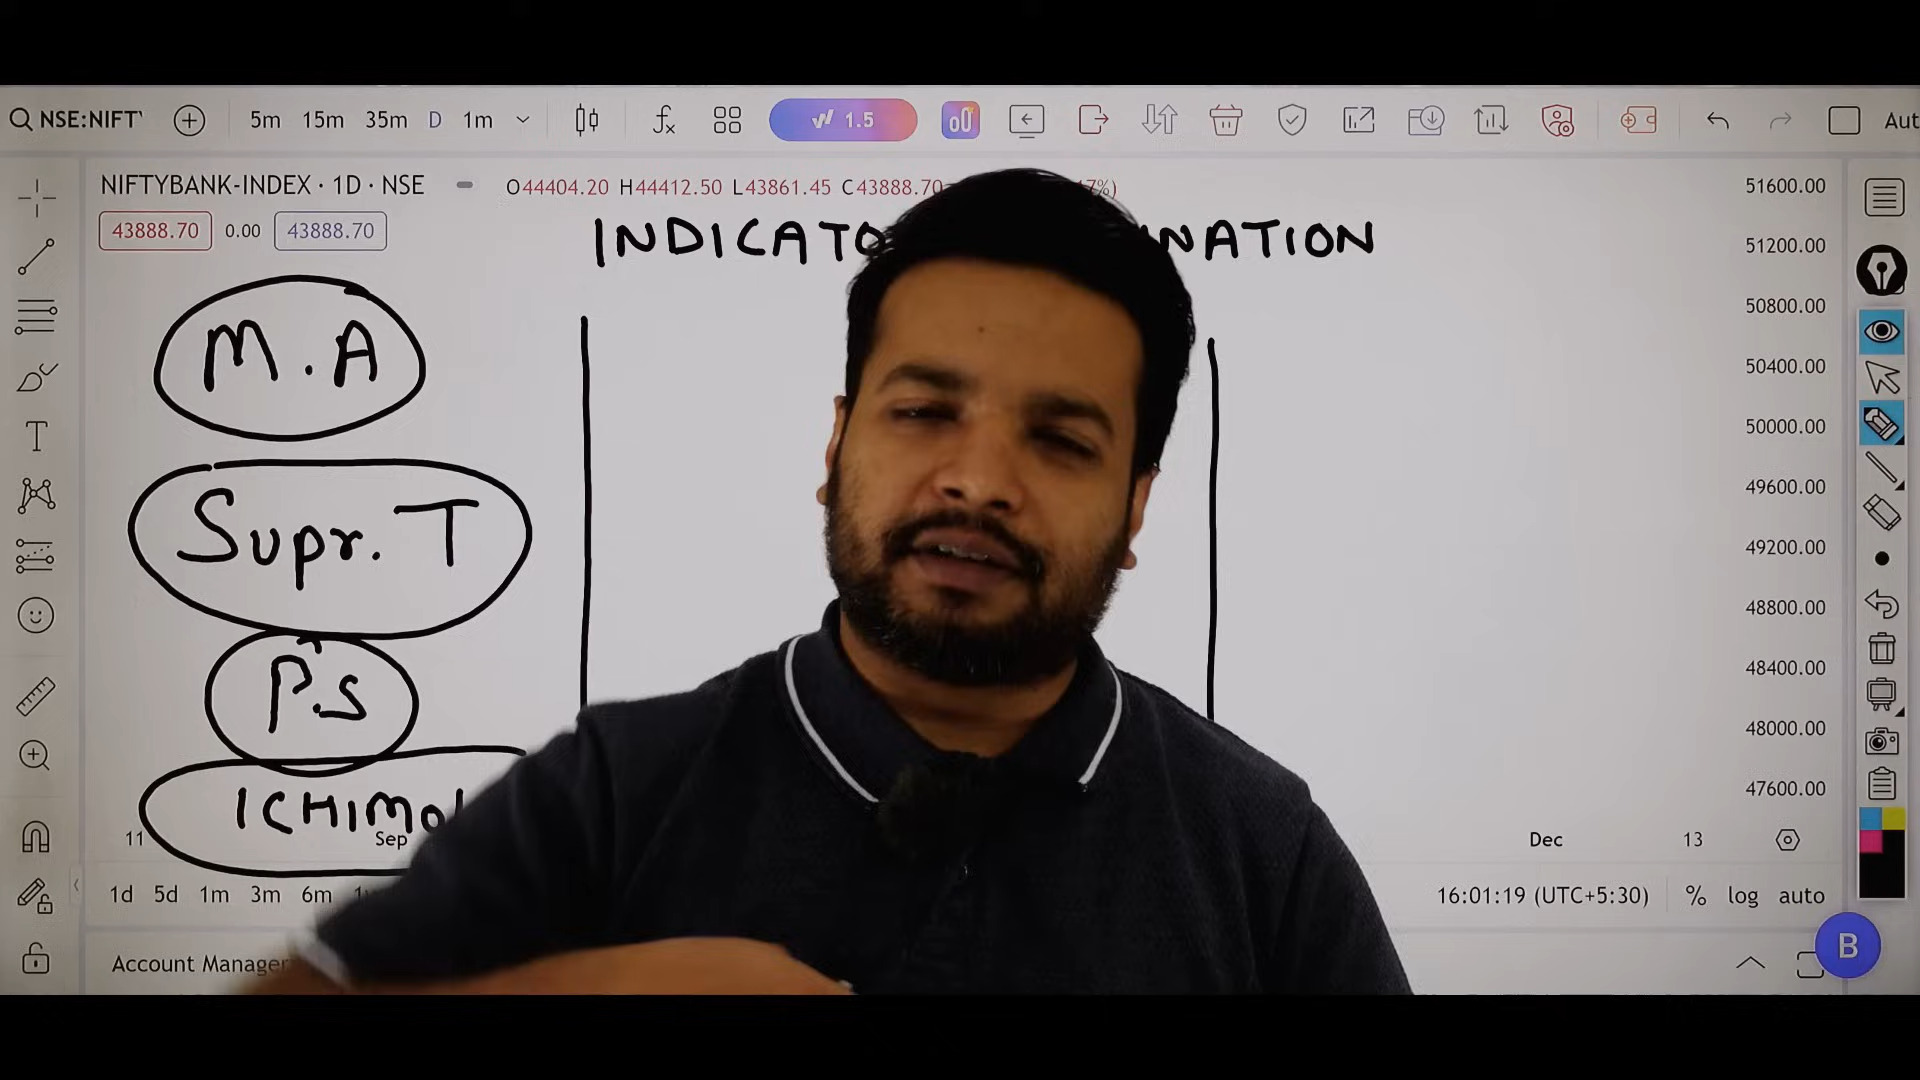 NSE:NIFTY 5m 15m 35m D 1m 1.5 Aut
NIFTYBANK-INDEX · 1D · NSE O44404.20 H44412.50 L43861.45 C43888.70 %)
43888.70 0.00 43888.70
INDICATO NATION
M.A
Supr. T
P.S
ICHIMO
51600.00
51200.00
50800.00
50400.00
50000.00
49600.00
49200.00
48800.00
48400.00
48000.00
47600.00
11 Sep Dec 13
1d 5d 1m 3m 6m 16:01:19 (UTC+5:30) % log auto
Account Manager
B